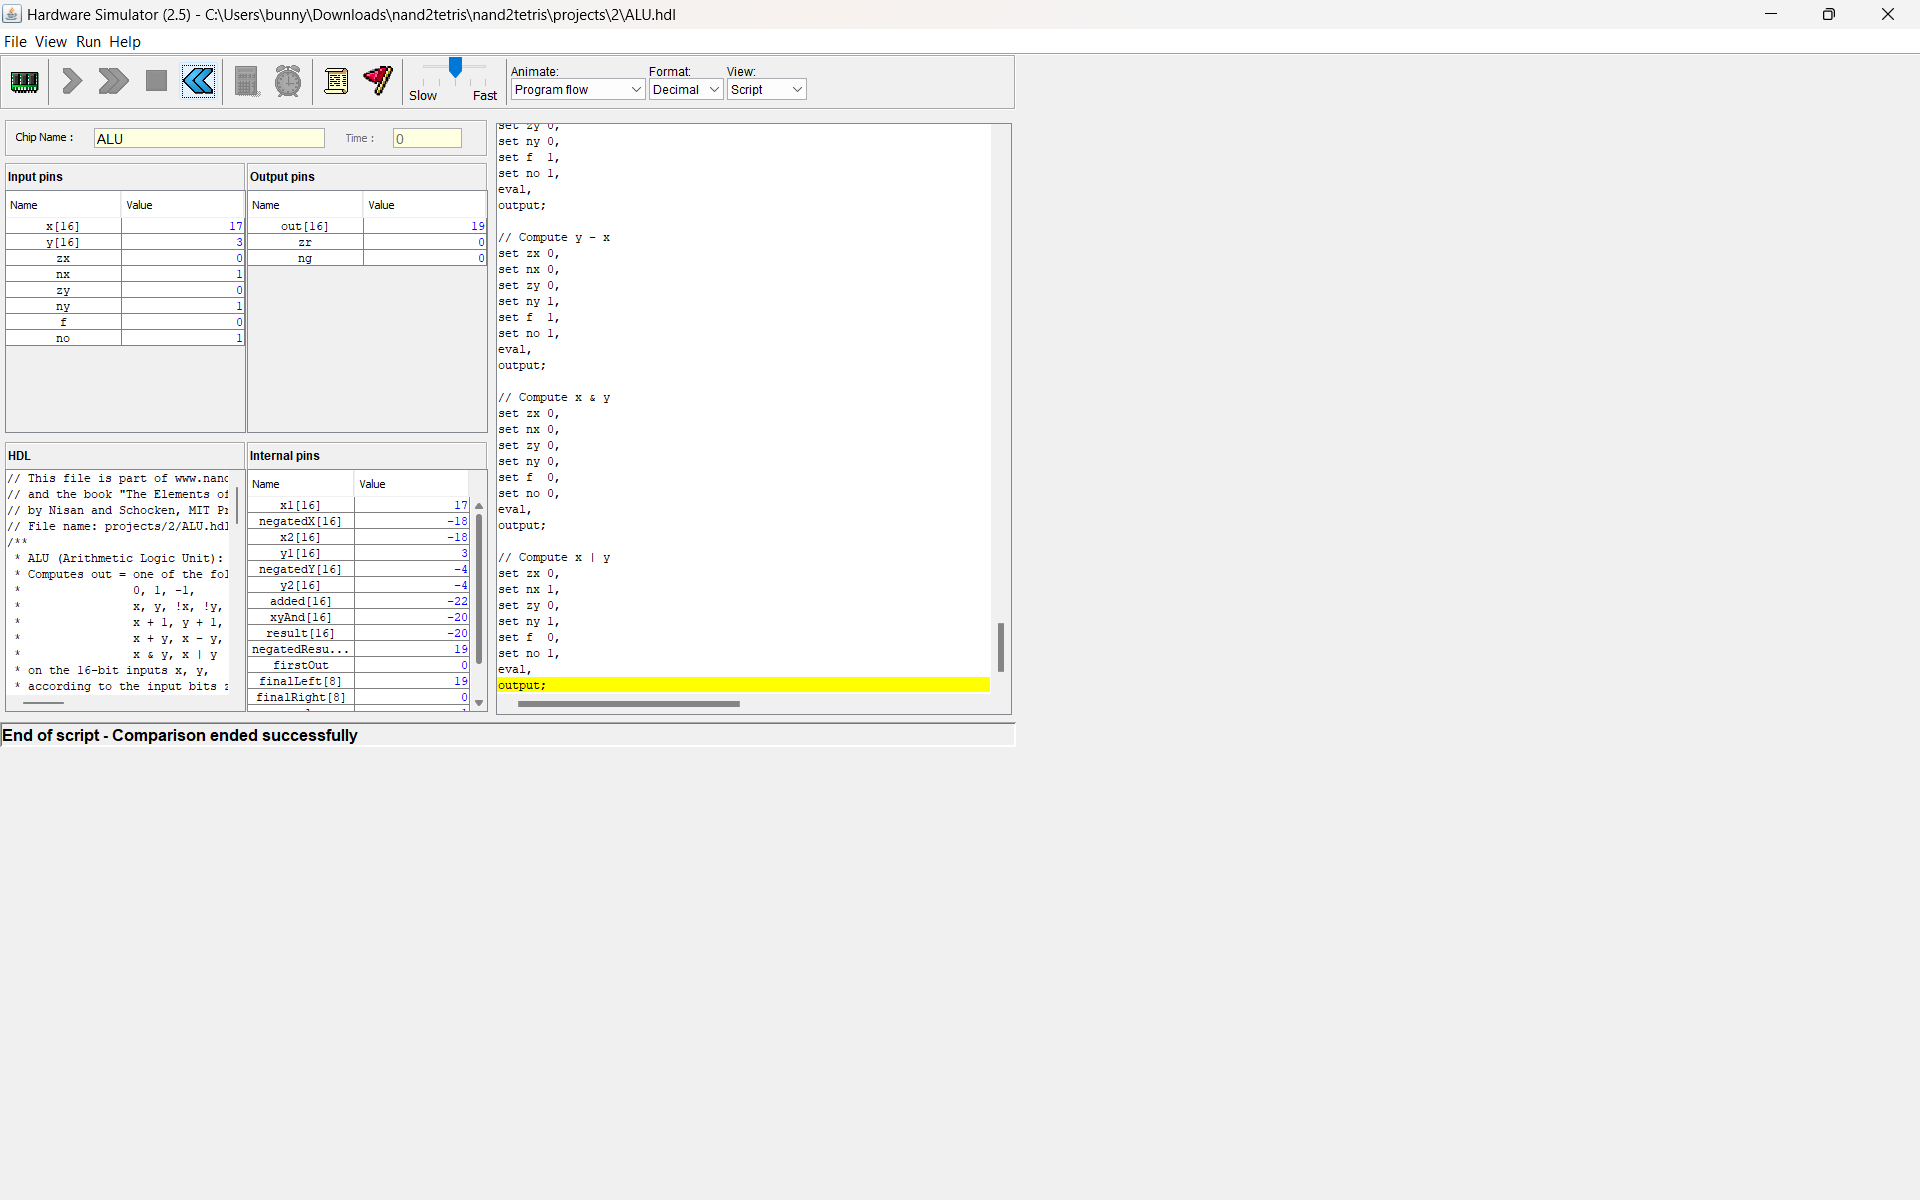 Hardware Simulator (2.5) - C:\Users\bunny\Downloads\nand2tetris\nand2tetris\projects\2\ALU.hdl
File View Run Help
Slow Fast
Animate: Format: View:
Program flow Decimal Script
Chip Name : ALU Time : 0
Input pins
Name Value
x[16] 17
y[16] 3
zx 0
nx 1
zy 0
ny 1
f 0
no 1
Output pins
Name Value
out[16] 19
zr 0
ng 0
HDL
// This file is part of www.nand
// and the book "The Elements of
// by Nisan and Schocken, MIT Pr
// File name: projects/2/ALU.hdl
/**
* ALU (Arithmetic Logic Unit):
* Computes out = one of the fol
* 0, 1, -1,
* x, y, !x, !y,
* x + 1, y + 1,
* x + y, x - y,
* x & y, x | y
* on the 16-bit inputs x, y,
* according to the input bits z
Internal pins
Name Value
x1[16] 17
negatedX[16] -18
x2[16] -18
y1[16] 3
negatedY[16] -4
y2[16] -4
added[16] -22
xyAnd[16] -20
result[16] -20
negatedResu... 19
firstOut 0
finalLeft[8] 19
finalRight[8] 0
set zy 0,
set ny 0,
set f 1,
set no 1,
eval,
output;
// Compute y - x
set zx 0,
set nx 0,
set zy 0,
set ny 1,
set f 1,
set no 1,
eval,
output;
// Compute x & y
set zx 0,
set nx 0,
set zy 0,
set ny 0,
set f 0,
set no 0,
eval,
output;
// Compute x | y
set zx 0,
set nx 1,
set zy 0,
set ny 1,
set f 0,
set no 1,
eval,
output;
End of script - Comparison ended successfully